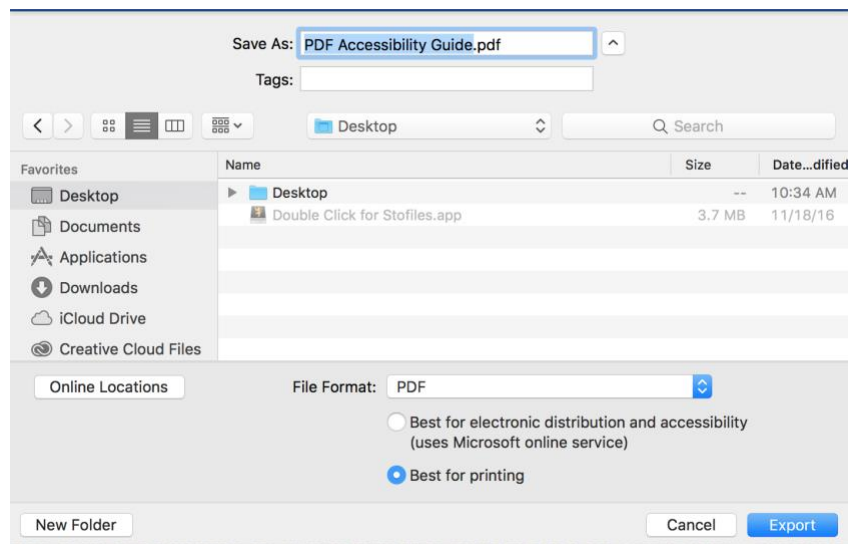 Save As: PDF Accessibility Guide.pdf
Tags:
Desktop
Search
Favorites
Name Size Date...dified
Desktop
Documents
Applications
Downloads
iCloud Drive
Creative Cloud Files
Desktop -- 10:34 AM
Double Click for Stofiles.app 3.7 MB 11/18/16
Online Locations
File Format: PDF
Best for electronic distribution and accessibility
(uses Microsoft online service)
Best for printing
New Folder
Cancel
Export